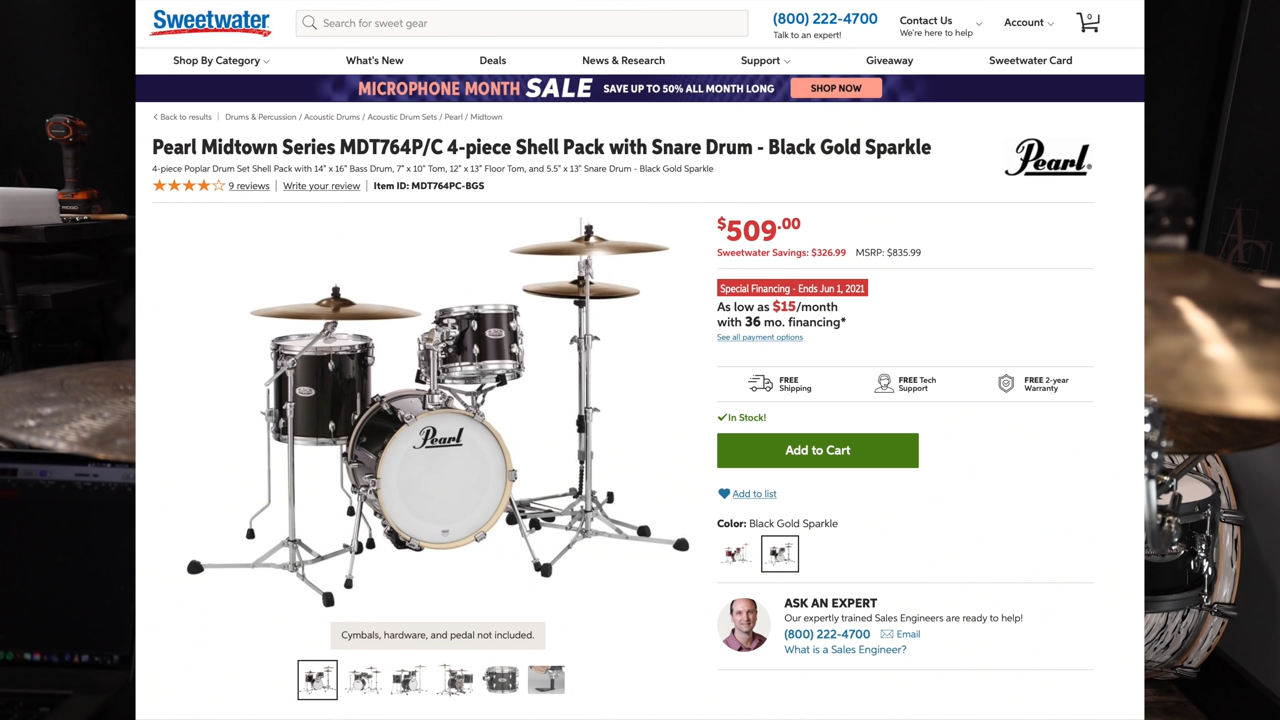 Sweetwater
Search for sweet gear
(800) 222-4700
Talk to an expert!
Contact Us
We're here to help
Account
0
Shop By Category
What's New
Deals
News & Research
Support
Giveaway
Sweetwater Card
MICROPHONE MONTH SALE SAVE UP TO 50% ALL MONTH LONG SHOP NOW
Back to results
Drums & Percussion / Acoustic Drums / Acoustic Drum Sets / Pearl / Midtown
Pearl Midtown Series MDT764P/C 4-piece Shell Pack with Snare Drum - Black Gold Sparkle
4-piece Poplar Drum Set Shell Pack with 14" x 16" Bass Drum, 7" x 10" Tom, 12" x 13" Floor Tom, and 5.5" x 13" Snare Drum - Black Gold Sparkle
9 reviews | Write your review | Item ID: MDT764PC-BGS
Pearl
$509.00
Sweetwater Savings: $326.99 MSRP: $835.99
Special Financing - Ends Jun 1, 2021
As low as $15/month
with 36 mo. financing*
See all payment options
FREE
Shipping
FREE Tech
Support
FREE 2-year
Warranty
In Stock!
Add to Cart
Add to list
Color: Black Gold Sparkle
ASK AN EXPERT
Our expertly trained Sales Engineers are ready to help!
(800) 222-4700 Email
What is a Sales Engineer?
Pearl
Cymbals, hardware, and pedal not included.
RIDGID